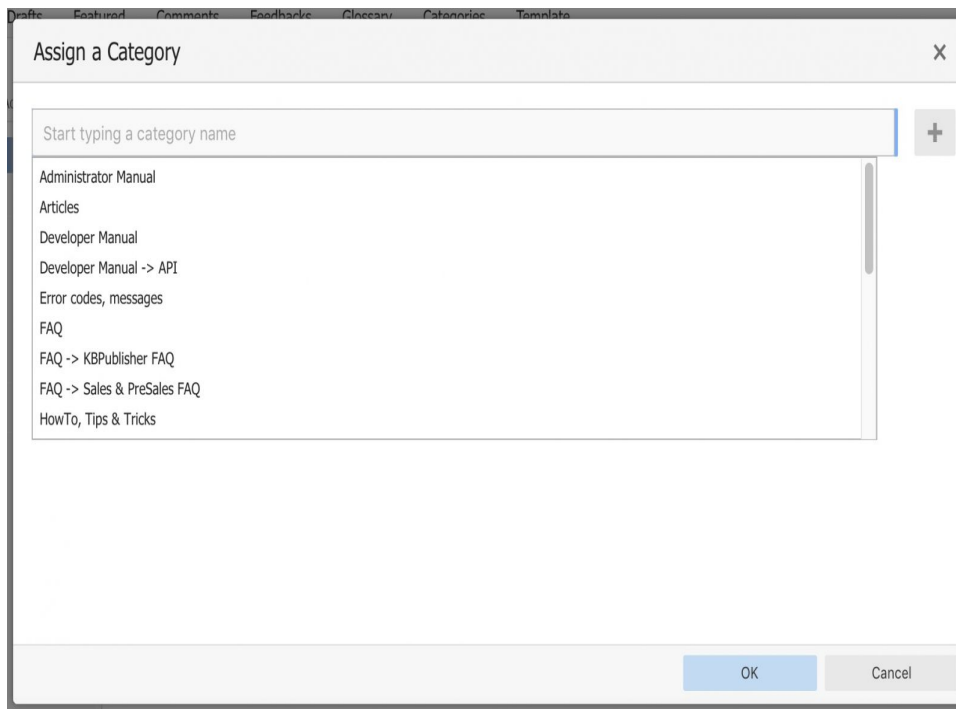 Drafts Featured Comments Feedbacks Glossary Categories Template
Assign a Category
Start typing a category name
Administrator Manual
Articles
Developer Manual
Developer Manual -> API
Error codes, messages
FAQ
FAQ -> KBPublisher FAQ
FAQ -> Sales & PreSales FAQ
HowTo, Tips & Tricks
OK Cancel